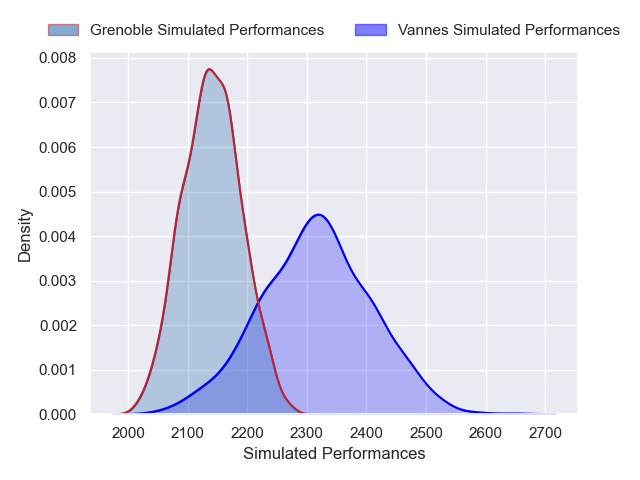 Grenoble Simulated Performances Vannes Simulated Performances
0.008
0.007
0.006
0.005
0.004
0.003
0.002
0.001
0.000
Density
2000 2100 2200 2300 2400 2500 2600 2700
Simulated Performances